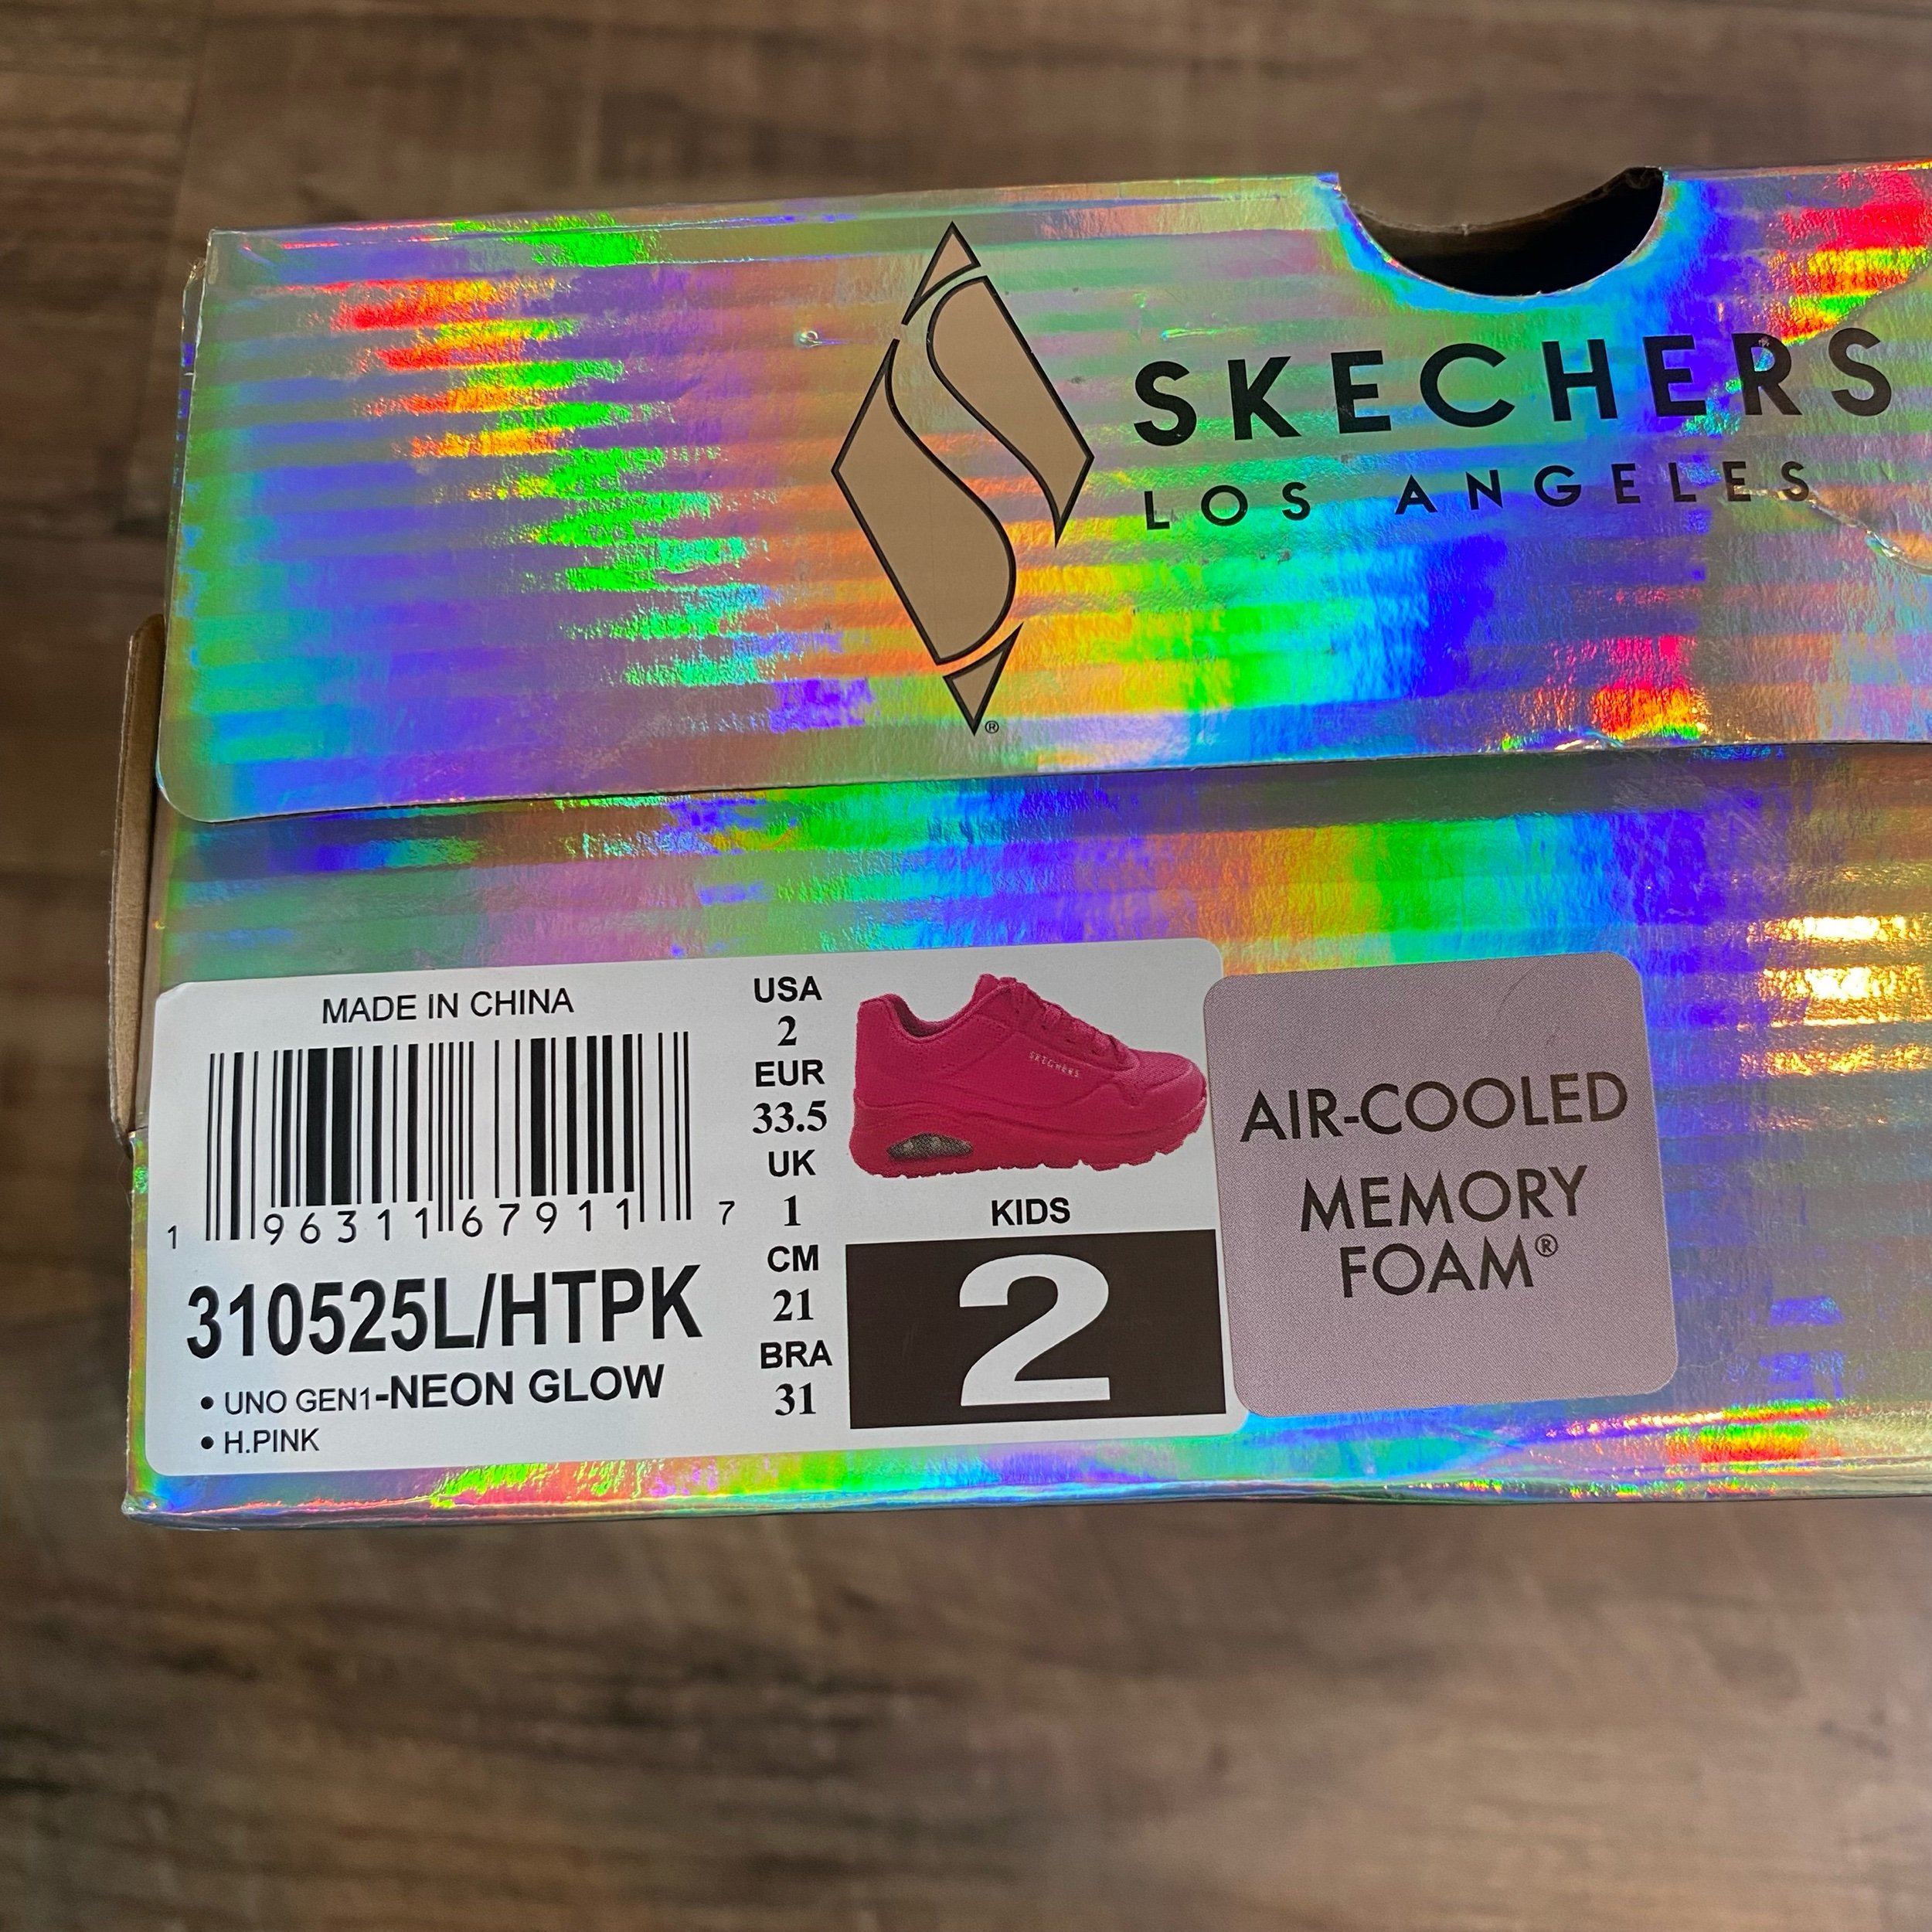 SKECHERS
LOS ANGELES
®
MADE IN CHINA
1 96311 67911 7
310525L/HTPK
• UNO GEN1-NEON GLOW
• H.PINK
USA
2
EUR
33.5
UK
1
CM
21
BRA
31
SKECHERS
KIDS
2
AIR-COOLED
MEMORY
FOAM®